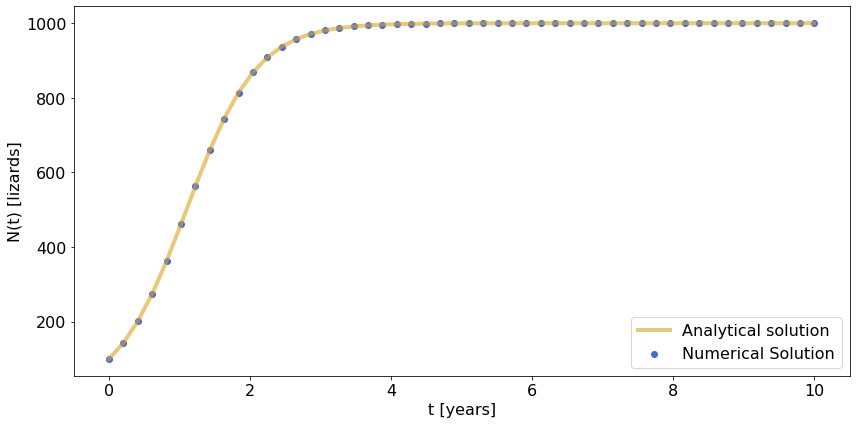 1000
800
600
400
200
N(t) [lizards]
0 2 4 6 8 10
t [years]
Analytical solution
Numerical Solution